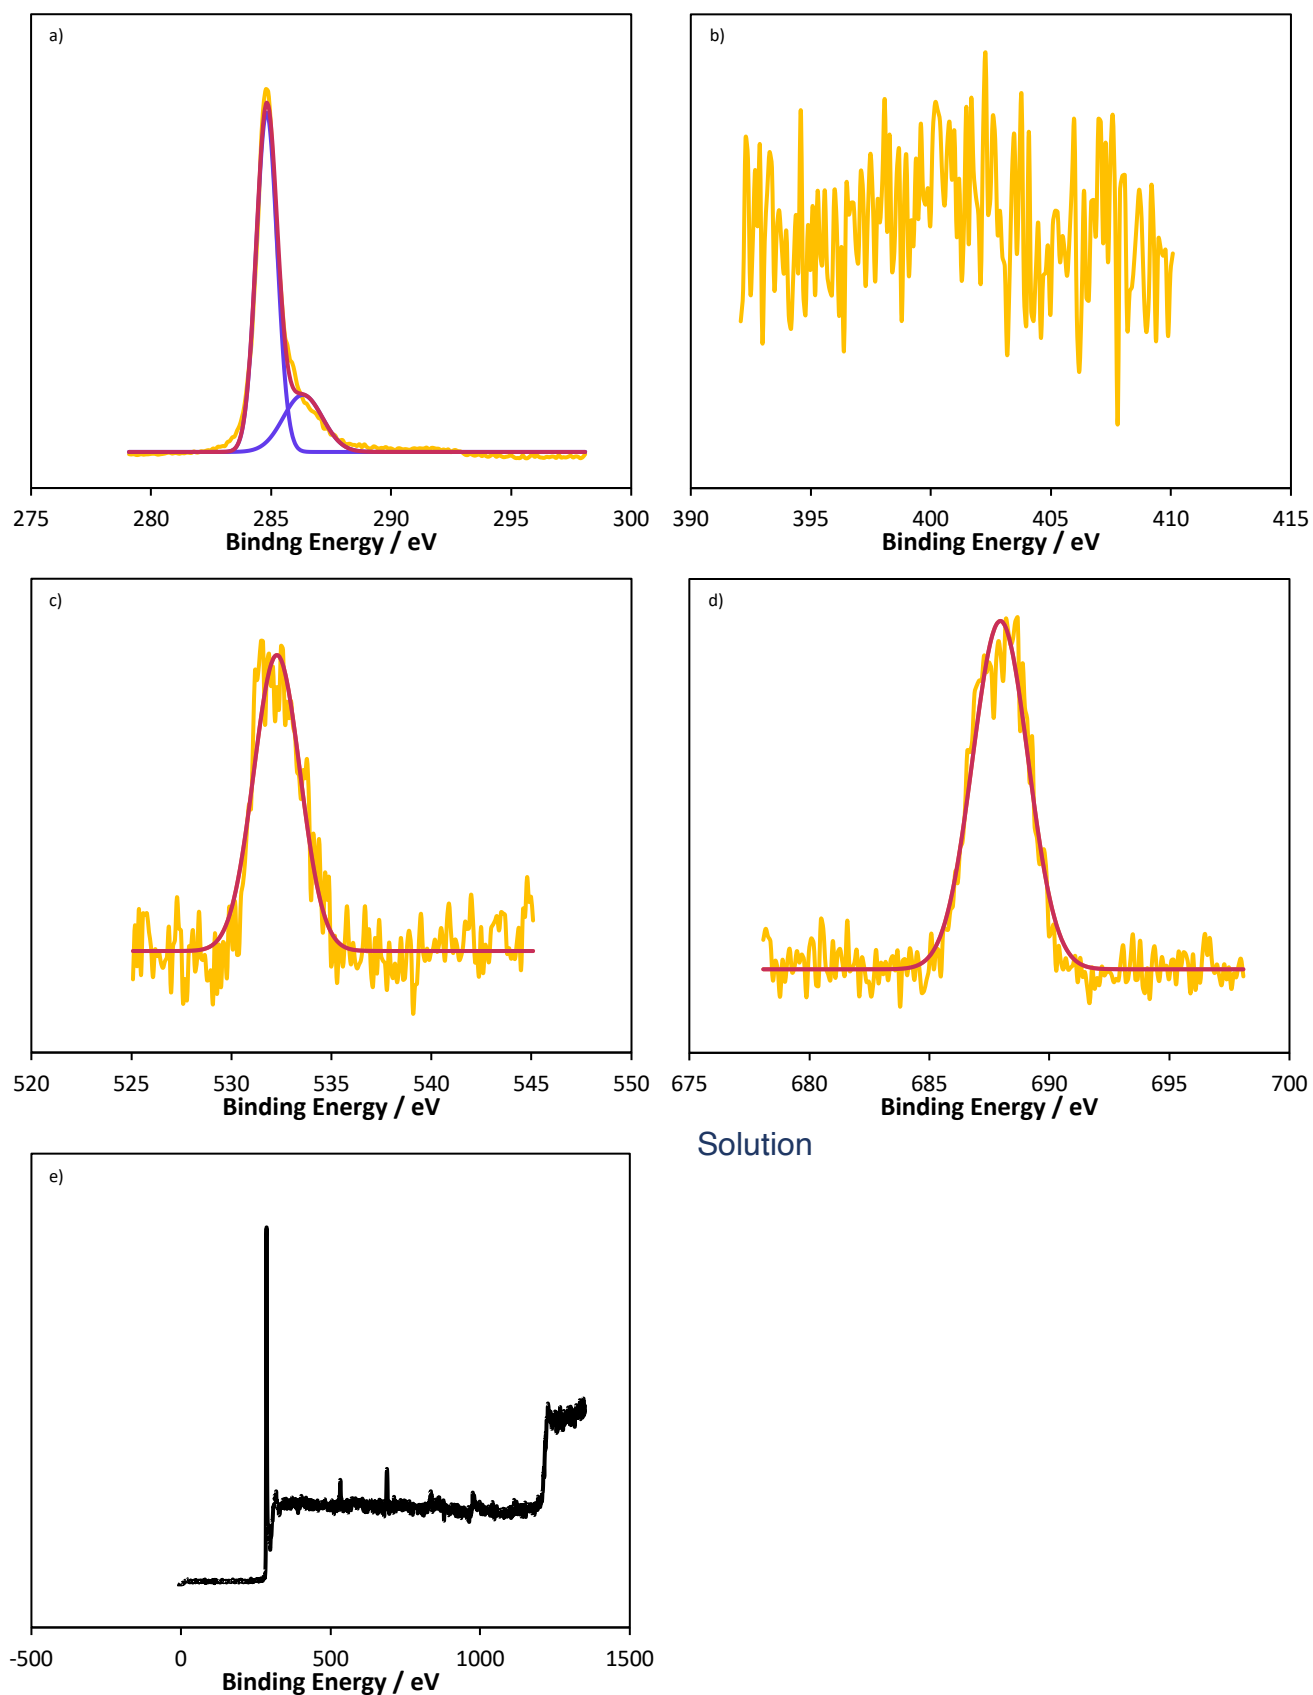 a)
275 280 285 290 295 300
Bindng Energy / eV
b)
390 395 400 405 410 415
Binding Energy / eV
c)
520 525 530 535 540 545 550
Binding Energy / eV
d)
675 680 685 690 695 700
Binding Energy / eV
Solution
e)
-500 0 500 1000 1500
Binding Energy / eV